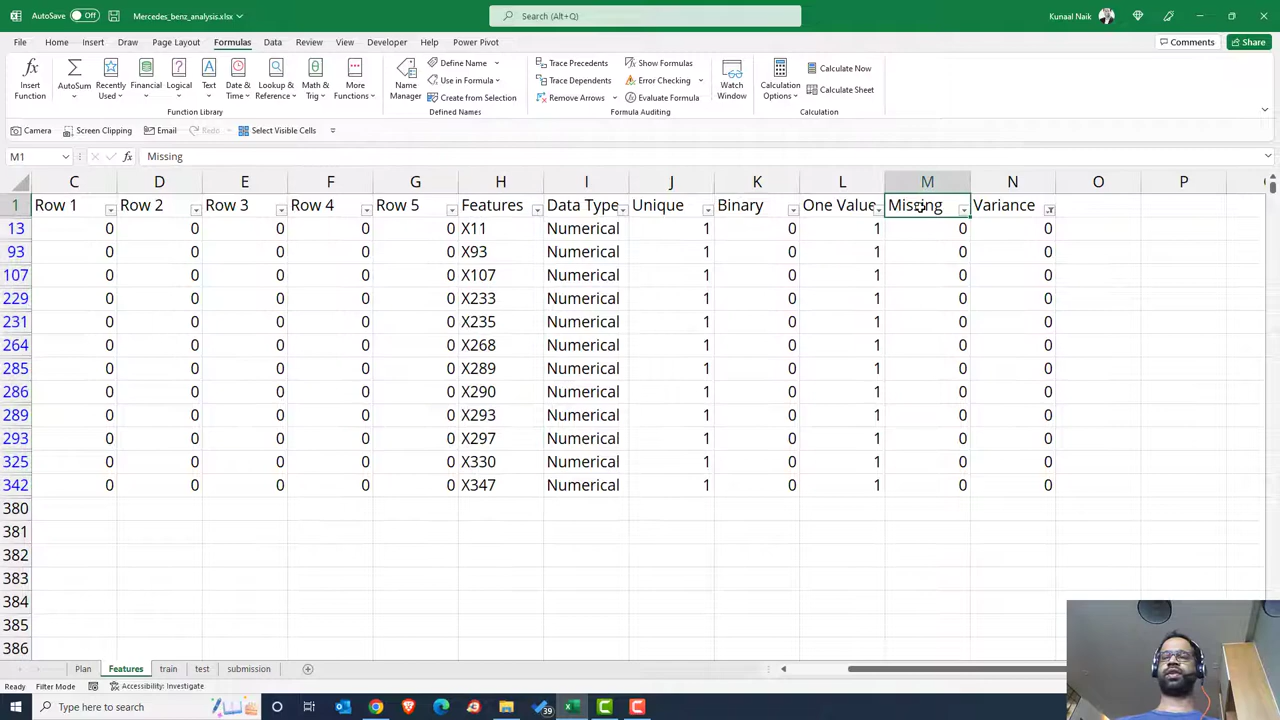 AutoSave Off Mercedes_benz_analysis.xlsx Search (Alt+Q) Kunaal Naik
File Home Insert Draw Page Layout Formulas Data Review View Developer Help Power Pivot Comments Share
Insert Function
AutoSum
Recently Used
Financial
Logical
Text
Date & Time
Lookup & Reference
Math & Trig
More Functions
Function Library
Name Manager
Define Name
Use in Formula
Create from Selection
Defined Names
Trace Precedents
Trace Dependents
Remove Arrows
Show Formulas
Error Checking
Evaluate Formula
Formula Auditing
Watch Window
Calculation Options
Calculate Now
Calculate Sheet
Calculation
Camera Screen Clipping Email Redo Select Visible Cells
M1 fx Missing
C D E F G H I J K L M N O P
1 Row 1 Row 2 Row 3 Row 4 Row 5 Features Data Type Unique Binary One Value Missing Variance
13 0 0 0 0 0 X11 Numerical 1 0 1 0 0
93 0 0 0 0 0 X93 Numerical 1 0 1 0 0
107 0 0 0 0 0 X107 Numerical 1 0 1 0 0
229 0 0 0 0 0 X233 Numerical 1 0 1 0 0
231 0 0 0 0 0 X235 Numerical 1 0 1 0 0
264 0 0 0 0 0 X268 Numerical 1 0 1 0 0
285 0 0 0 0 0 X289 Numerical 1 0 1 0 0
286 0 0 0 0 0 X290 Numerical 1 0 1 0 0
289 0 0 0 0 0 X293 Numerical 1 0 1 0 0
293 0 0 0 0 0 X297 Numerical 1 0 1 0 0
325 0 0 0 0 0 X330 Numerical 1 0 1 0 0
342 0 0 0 0 0 X347 Numerical 1 0 1 0 0
380
381
382
383
384
385
386
Plan Features train test submission
Ready Filter Mode Accessibility: Investigate
Type here to search 39